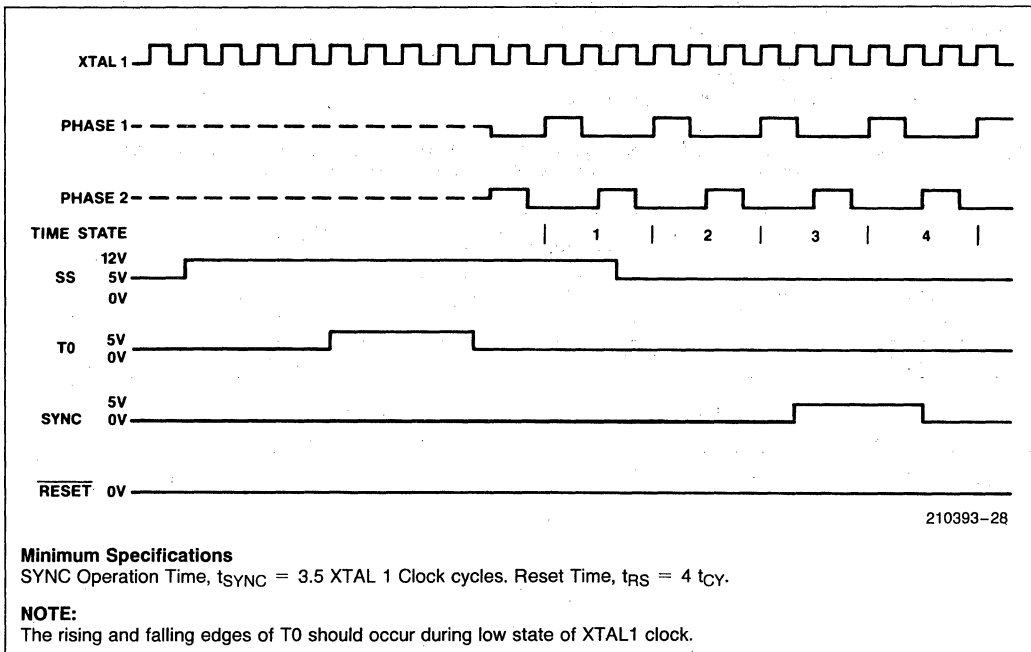 XTAL 1
PHASE 1
PHASE 2
TIME STATE | 1 | 2 | 3 | 4 |
12V
SS 5V
0V
T0 5V
0V
5V
SYNC 0V
RESET 0V
210393–28
Minimum Specifications
SYNC Operation Time, tSYNC = 3.5 XTAL 1 Clock cycles. Reset Time, tRS = 4 tCY.
NOTE:
The rising and falling edges of T0 should occur during low state of XTAL1 clock.